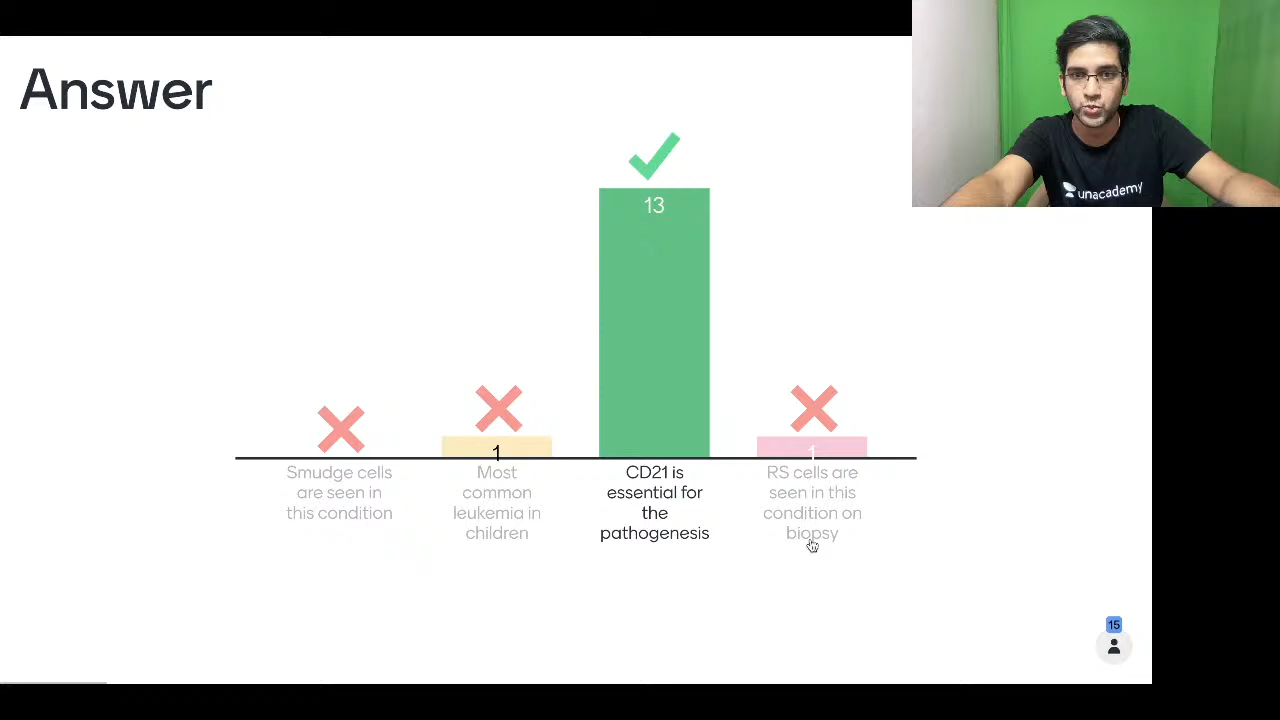 Answer
unacademy
13
1
1
Smudge cells
are seen in
this condition
Most
common
leukemia in
children
CD21 is
essential for
the
pathogenesis
RS cells are
seen in this
condition on
biopsy
15